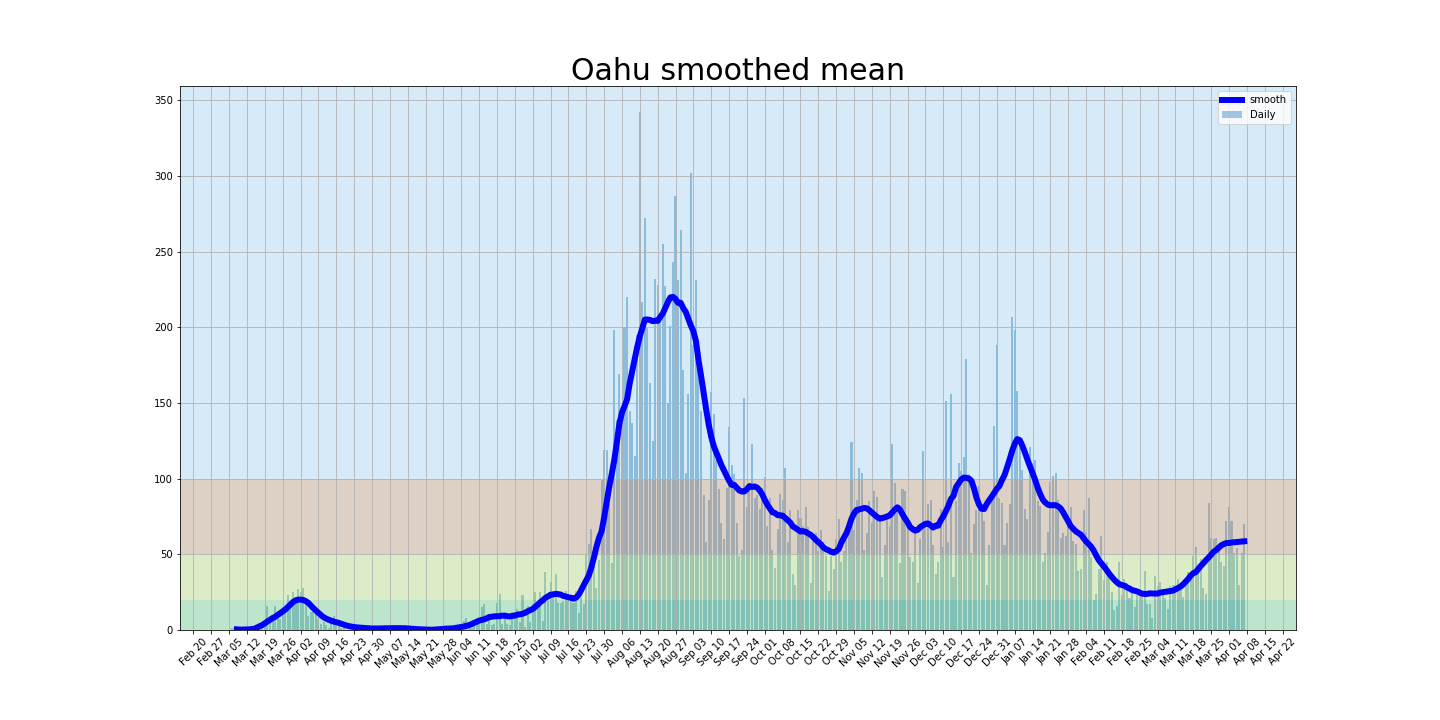 Oahu smoothed mean
smooth
Daily
350
300
250
200
150
100
50
0
Feb 20 Feb 27 Mar 05 Mar 12 Mar 19 Mar 26 Apr 02 Apr 09 Apr 16 Apr 23 Apr 30 May 07 May 14 May 21 May 28 Jun 04 Jun 11 Jun 18 Jun 25 Jul 02 Jul 09 Jul 16 Jul 23 Jul 30 Aug 06 Aug 13 Aug 20 Aug 27 Sep 03 Sep 10 Sep 17 Sep 24 Oct 01 Oct 08 Oct 15 Oct 22 Oct 29 Nov 05 Nov 12 Nov 19 Nov 26 Dec 03 Dec 10 Dec 17 Dec 24 Dec 31 Jan 07 Jan 14 Jan 21 Jan 28 Feb 04 Feb 11 Feb 18 Feb 25 Mar 04 Mar 11 Mar 18 Mar 25 Apr 01 Apr 08 Apr 15 Apr 22